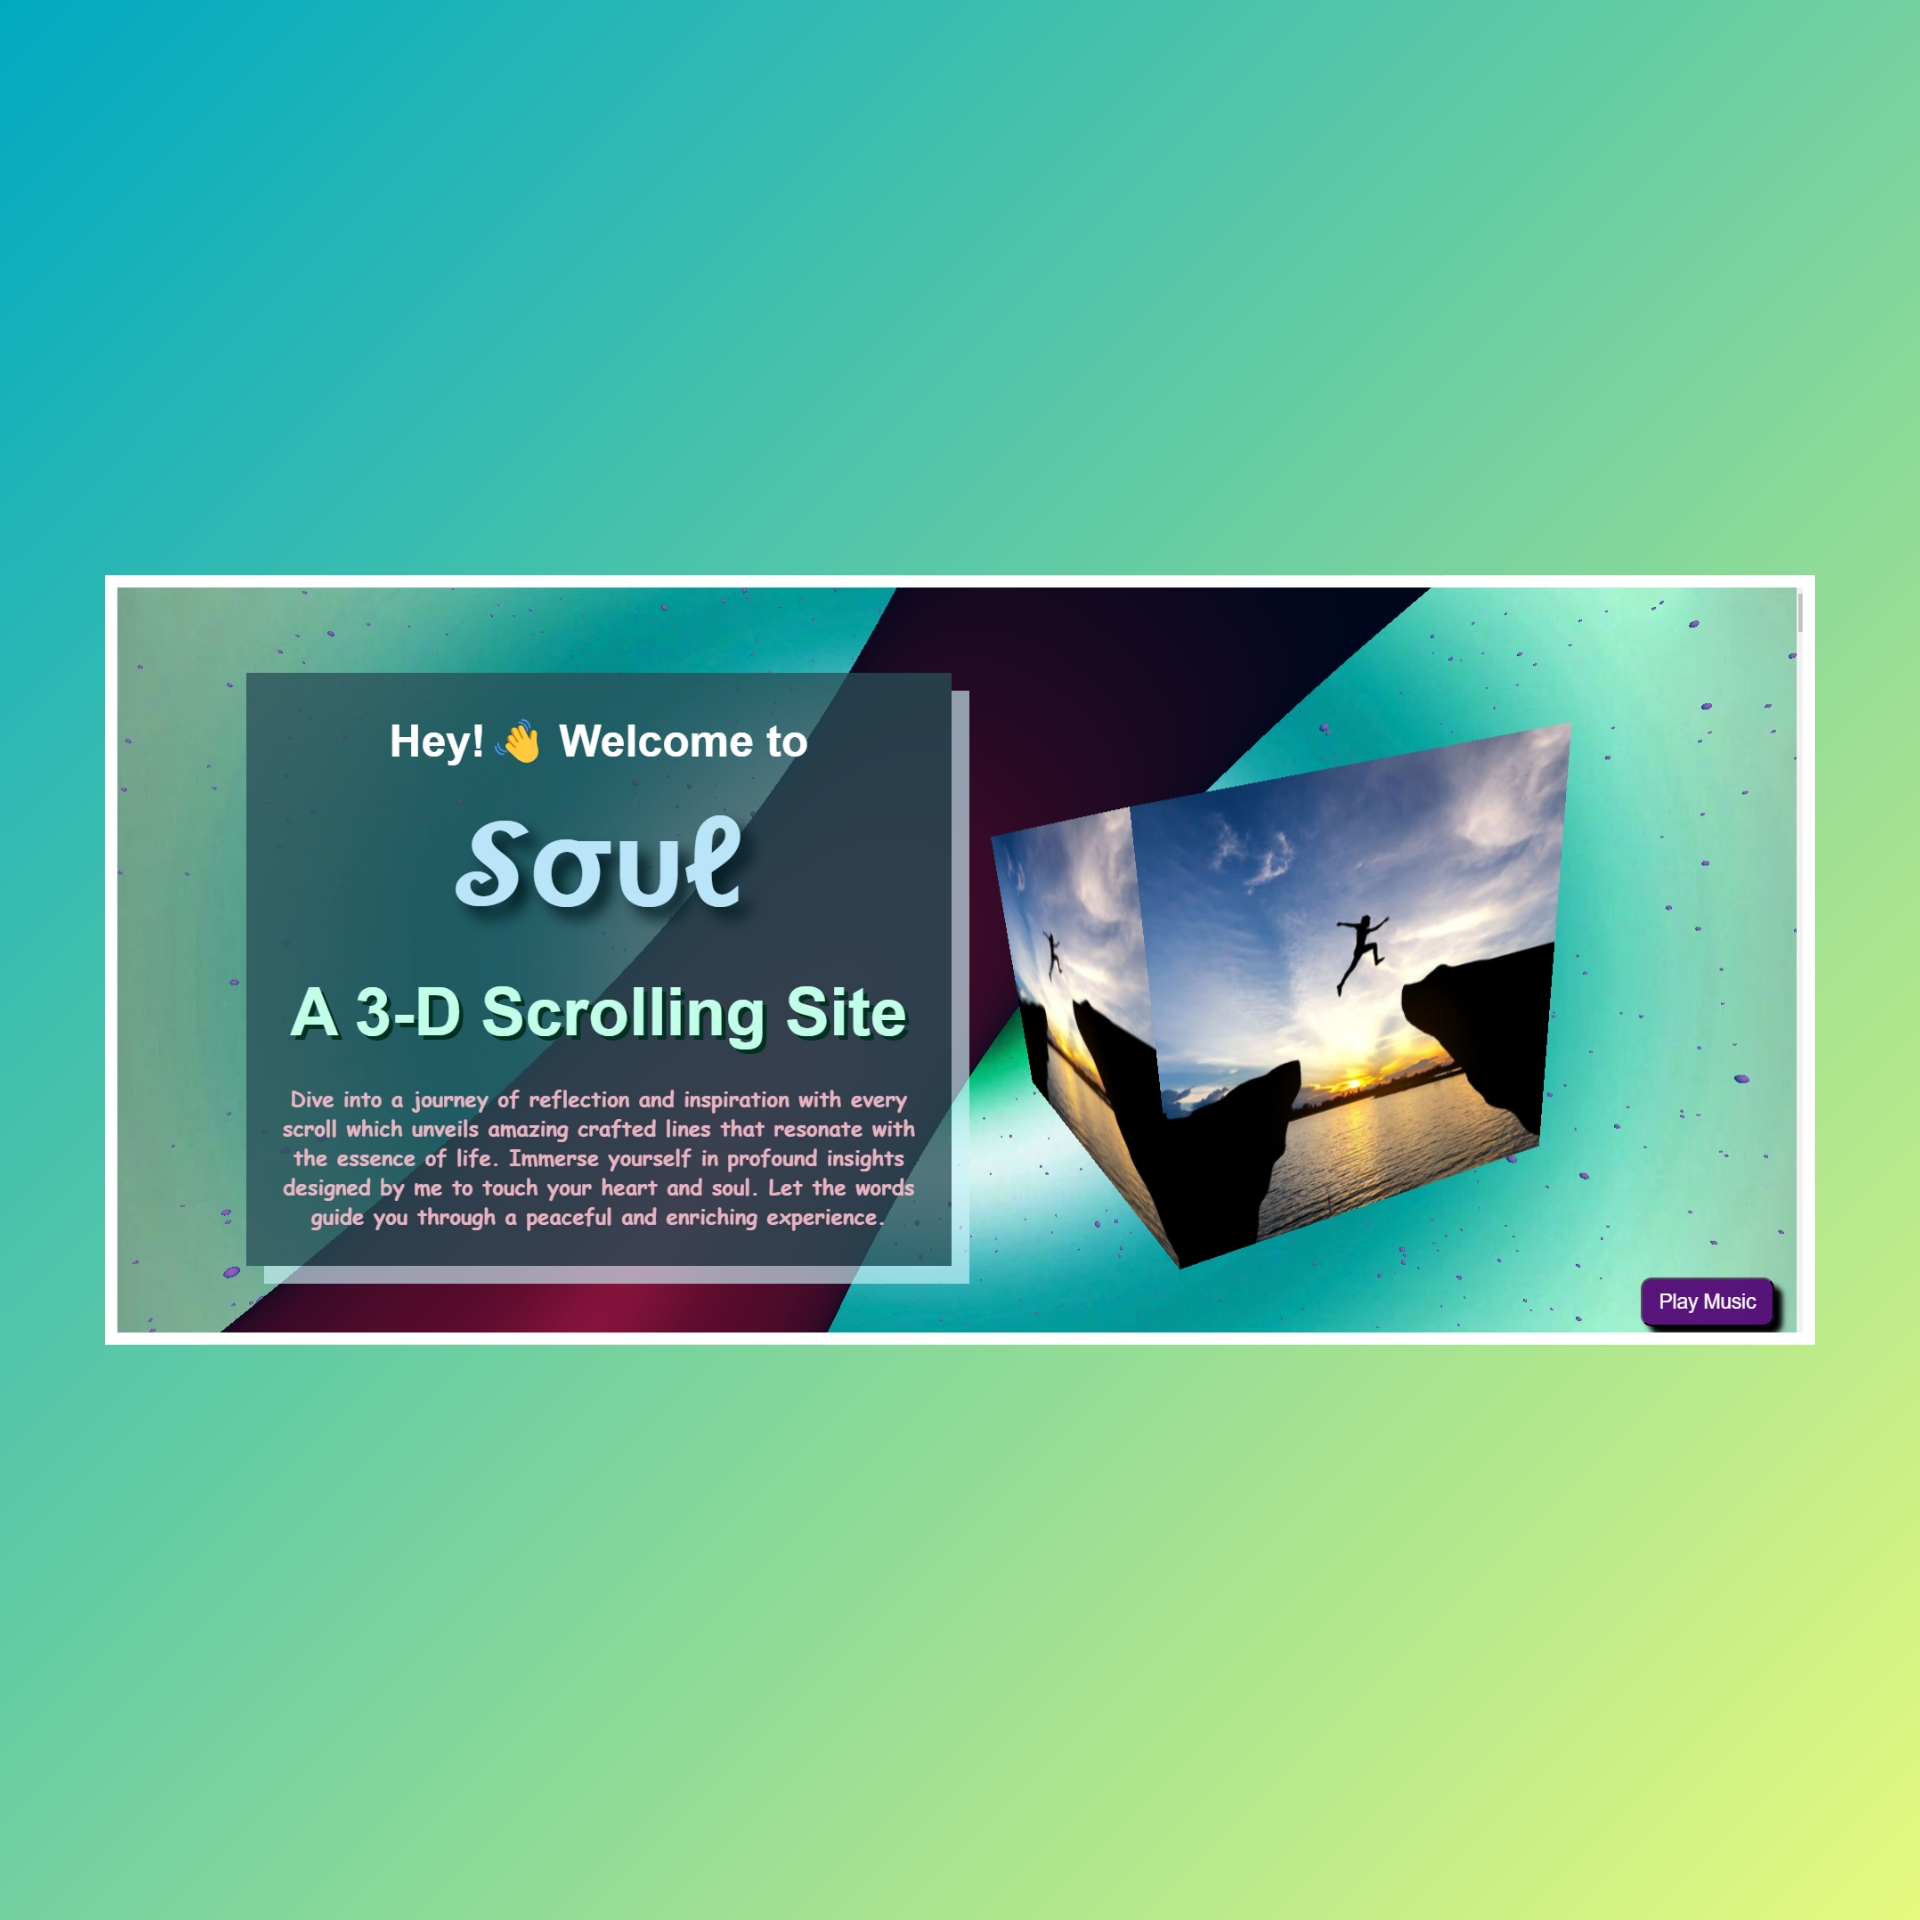 Hey! 👋 Welcome to
Sσυℓ
A 3-D Scrolling Site
Dive into a journey of reflection and inspiration with every
scroll which unveils amazing crafted lines that resonate with
the essence of life. Immerse yourself in profound insights
designed by me to touch your heart and soul. Let the words
guide you through a peaceful and enriching experience.
Play Music